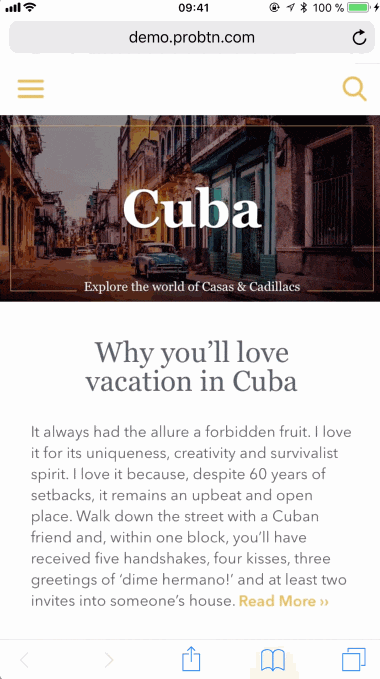 09:41
100 %
demo.probtn.com
Cuba
Explore the world of Casas & Cadillacs
Why you’ll love
vacation in Cuba
It always had the allure a forbidden fruit. I love
it for its uniqueness, creativity and survivalist
spirit. I love it because, despite 60 years of
setbacks, it remains an upbeat and open
place. Walk down the street with a Cuban
friend and, within one block, you’ll have
received five handshakes, four kisses, three
greetings of ‘dime hermano!’ and at least two
invites into someone’s house. Read More ››